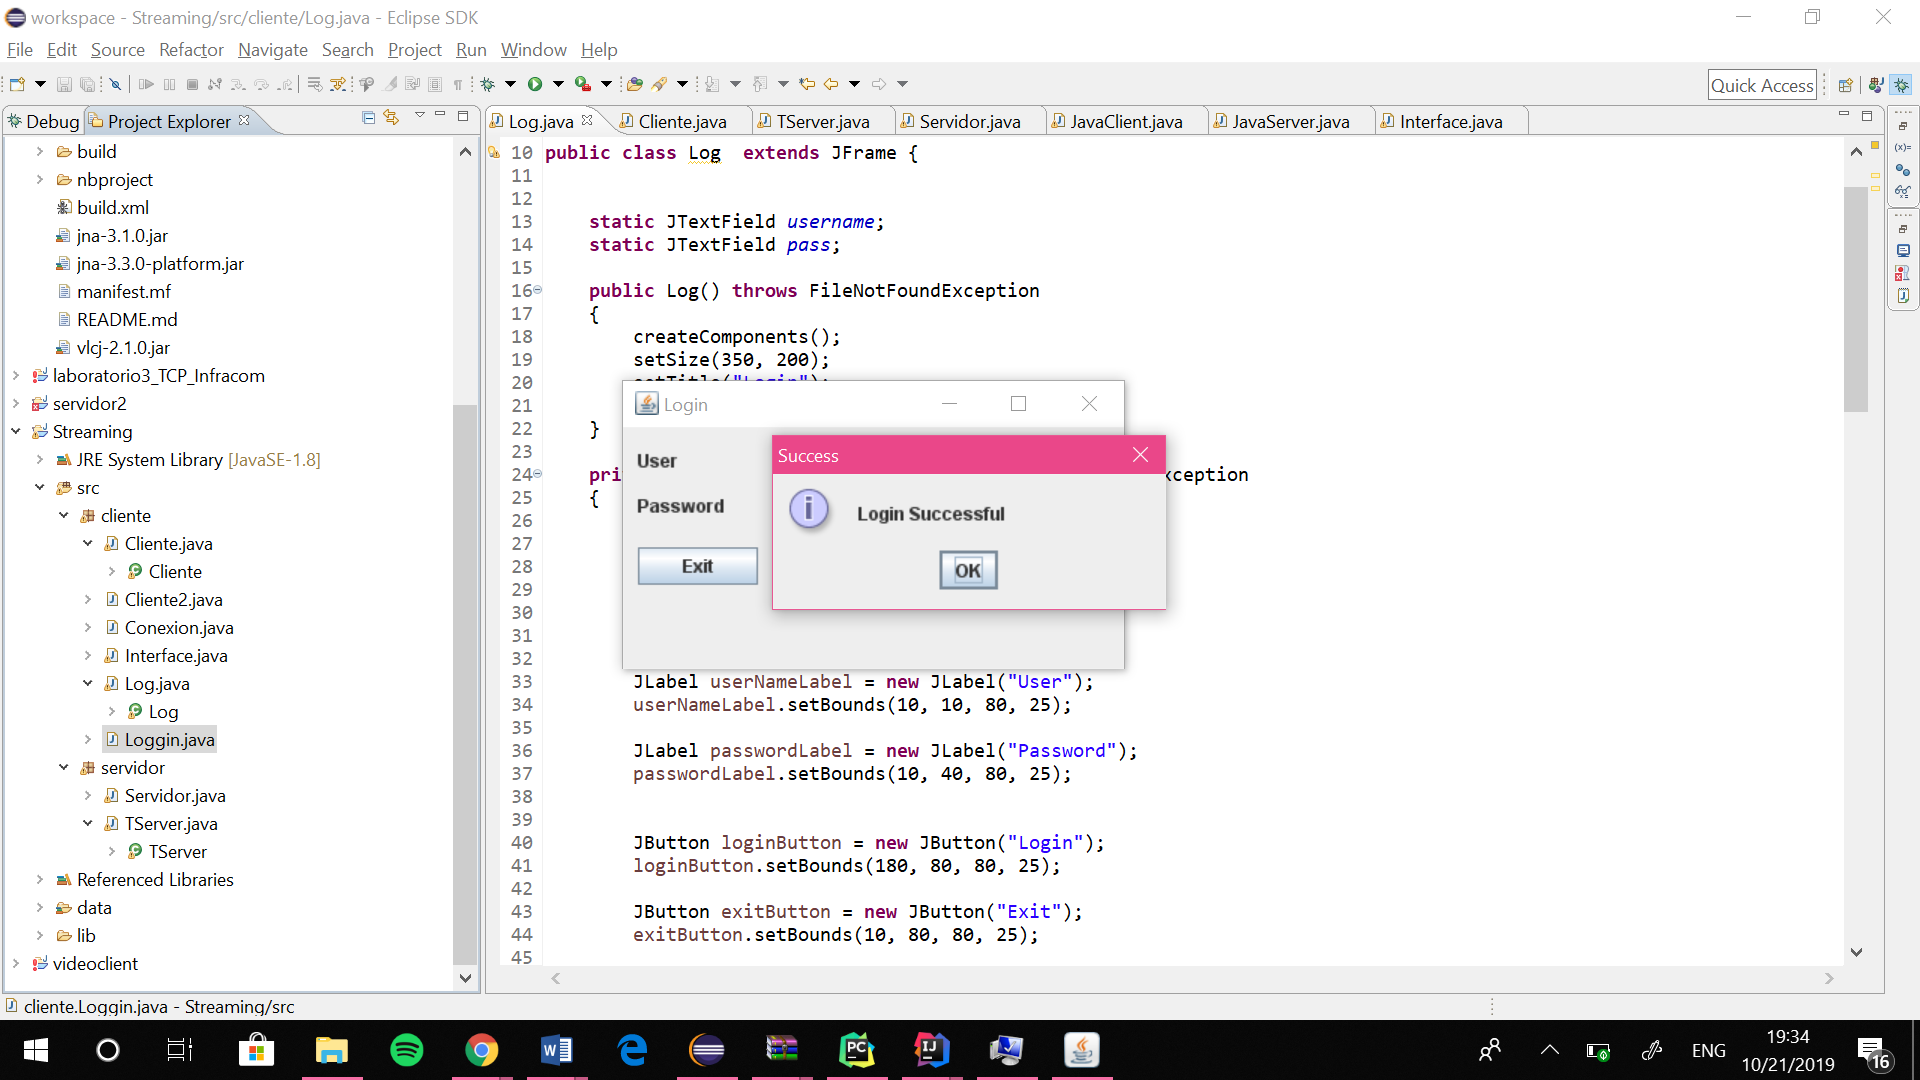 workspace - Streaming/src/cliente/Log.java - Eclipse SDK
File Edit Source Refactor Navigate Search Project Run Window Help
Quick Access
Debug Project Explorer
build
nbproject
build.xml
jna-3.1.0.jar
jna-3.3.0-platform.jar
manifest.mf
README.md
vlcj-2.1.0.jar
laboratorio3_TCP_Infracom
servidor2
Streaming
JRE System Library [JavaSE-1.8]
src
cliente
Cliente.java
Cliente
Cliente2.java
Conexion.java
Interface.java
Log.java
Log
Loggin.java
servidor
Servidor.java
TServer.java
TServer
Referenced Libraries
data
lib
videoclient
Log.java Cliente.java TServer.java Servidor.java JavaClient.java JavaServer.java Interface.java
10 public class Log extends JFrame {
11
12
13 static JTextField username;
14 static JTextField pass;
15
16 public Log() throws FileNotFoundException
17 {
18 createComponents();
19 setSize(350, 200);
20 setTitle("Login");
21
22 }
23
24 pri xception
25 {
26
27
28
29
30
31
32
33 JLabel userNameLabel = new JLabel("User");
34 userNameLabel.setBounds(10, 10, 80, 25);
35
36 JLabel passwordLabel = new JLabel("Password");
37 passwordLabel.setBounds(10, 40, 80, 25);
38
39
40 JButton loginButton = new JButton("Login");
41 loginButton.setBounds(180, 80, 80, 25);
42
43 JButton exitButton = new JButton("Exit");
44 exitButton.setBounds(10, 80, 80, 25);
45
Login
User
Password
Exit
Success
Login Successful
OK
cliente.Loggin.java - Streaming/src
ENG
19:34
10/21/2019
16